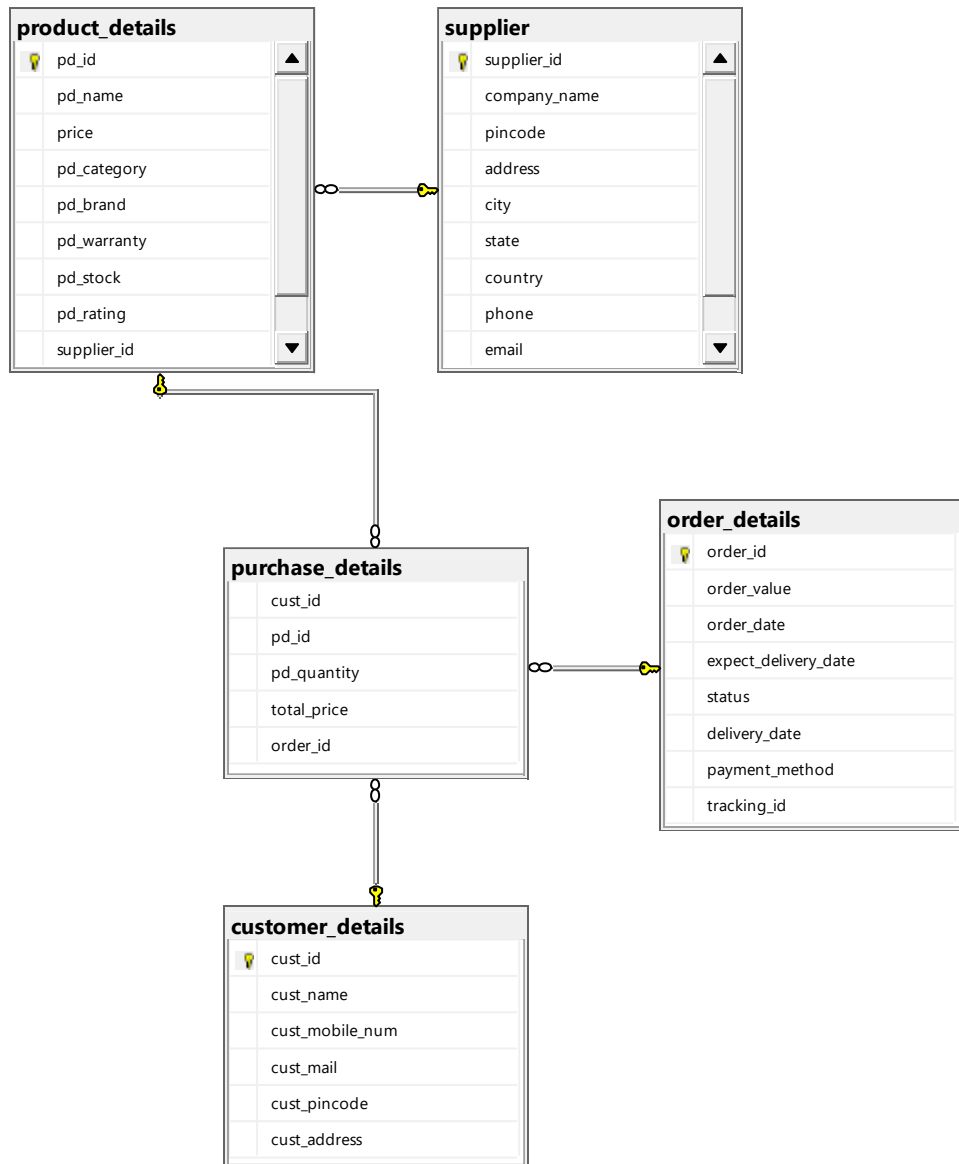 product_details
pd_id
pd_name
price
pd_category
pd_brand
pd_warranty
pd_stock
pd_rating
supplier_id
supplier
supplier_id
company_name
pincode
address
city
state
country
phone
email
purchase_details
cust_id
pd_id
pd_quantity
total_price
order_id
order_details
order_id
order_value
order_date
expect_delivery_date
status
delivery_date
payment_method
tracking_id
customer_details
cust_id
cust_name
cust_mobile_num
cust_mail
cust_pincode
cust_address